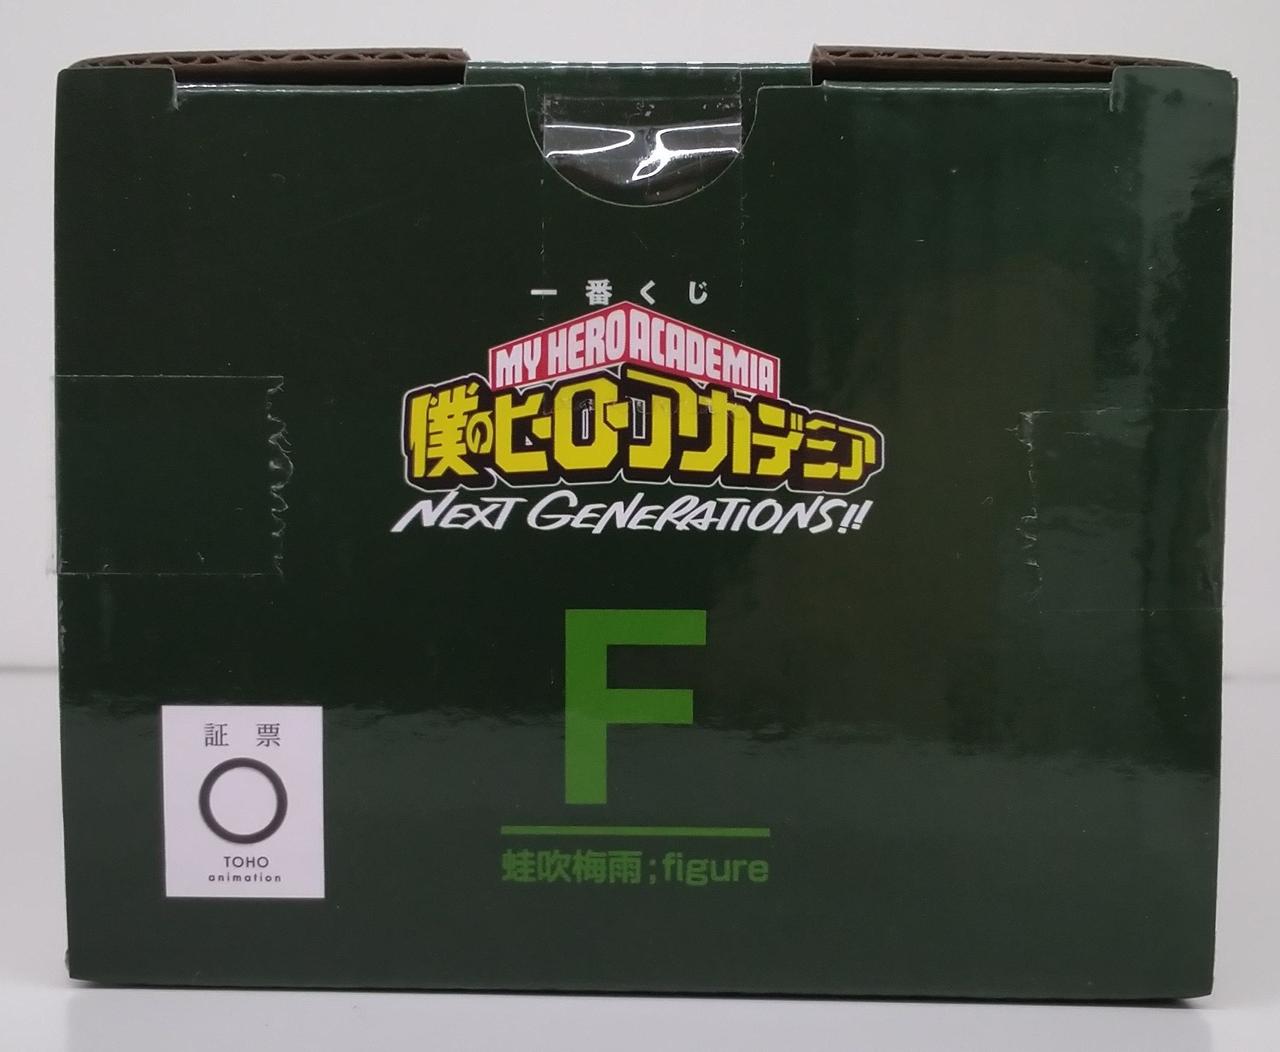 一番くじ
MY HERO ACADEMIA
僕のヒーローアカデミア
NEXT GENERATIONS!!
F
蛙吹梅雨;figure
証票
TOHO
animation